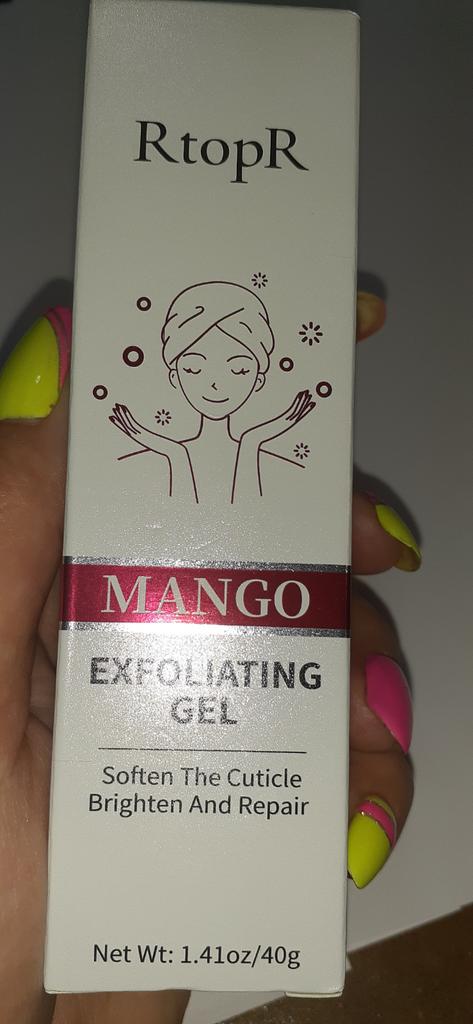 RtopR
MANGO
EXFOLIATING
GEL
Soften The Cuticle
Brighten And Repair
Net Wt: 1.41oz/40g